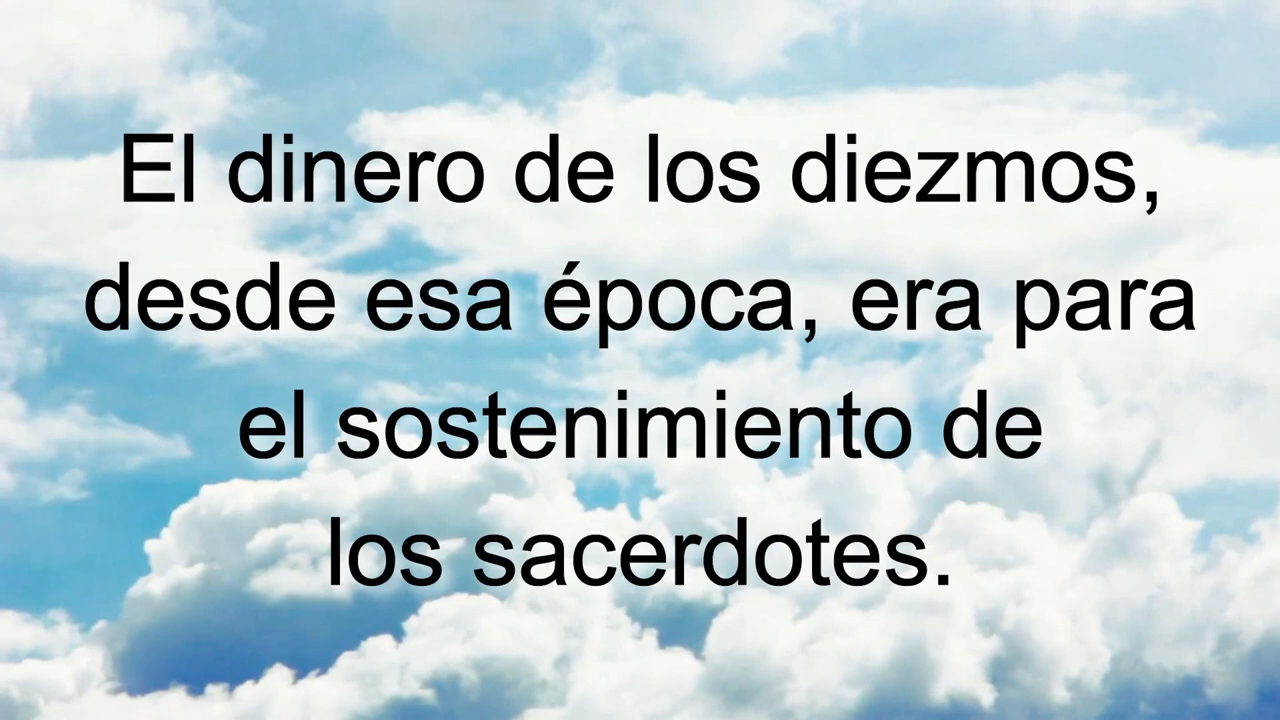 El dinero de los diezmos,
desde esa época, era para
el sostenimiento de
los sacerdotes.